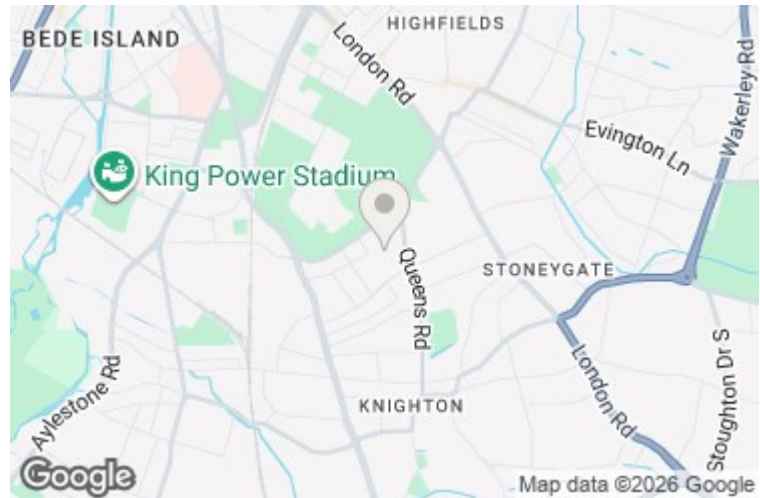 HIGHFIELDS
BEDE ISLAND
London Rd
Wakerley Rd
Evington Ln
King Power Stadium
Queens Rd
STONEYGATE
London Rd
Stoughton Dr S
Aylestone Rd
KNIGHTON
Google
Map data ©2026 Google